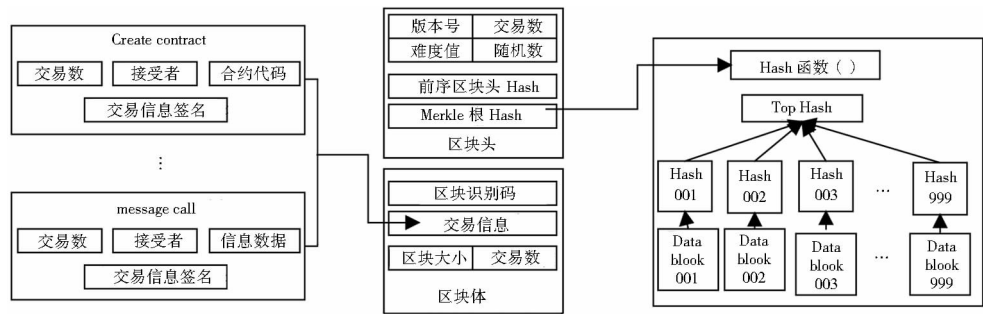 Create contract
交易数 接受者 合约代码
交易信息签名
⋮
message call
交易数 接受者 信息数据
交易信息签名
版本号 交易数
难度值 随机数
前序区块头 Hash
Merkle 根 Hash
区块头
区块识别码
交易信息
区块大小 交易数
区块体
Hash 函数( )
Top Hash
Hash 001
Hash 002
Hash 003
…
Hash 999
Data blook 001
Data blook 002
Data blook 003
…
Data blook 999